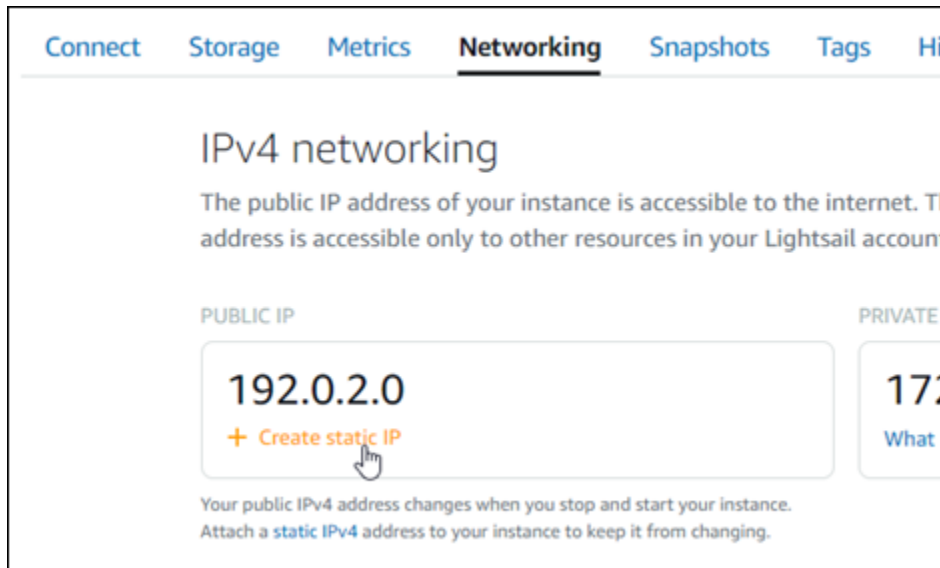 Connect Storage Metrics Networking Snapshots Tags Hi
IPv4 networking
The public IP address of your instance is accessible to the internet. T
address is accessible only to other resources in your Lightsail accoun
PUBLIC IP PRIVATE
192.0.2.0 172
+ Create static IP What
Your public IPv4 address changes when you stop and start your instance.
Attach a static IPv4 address to your instance to keep it from changing.